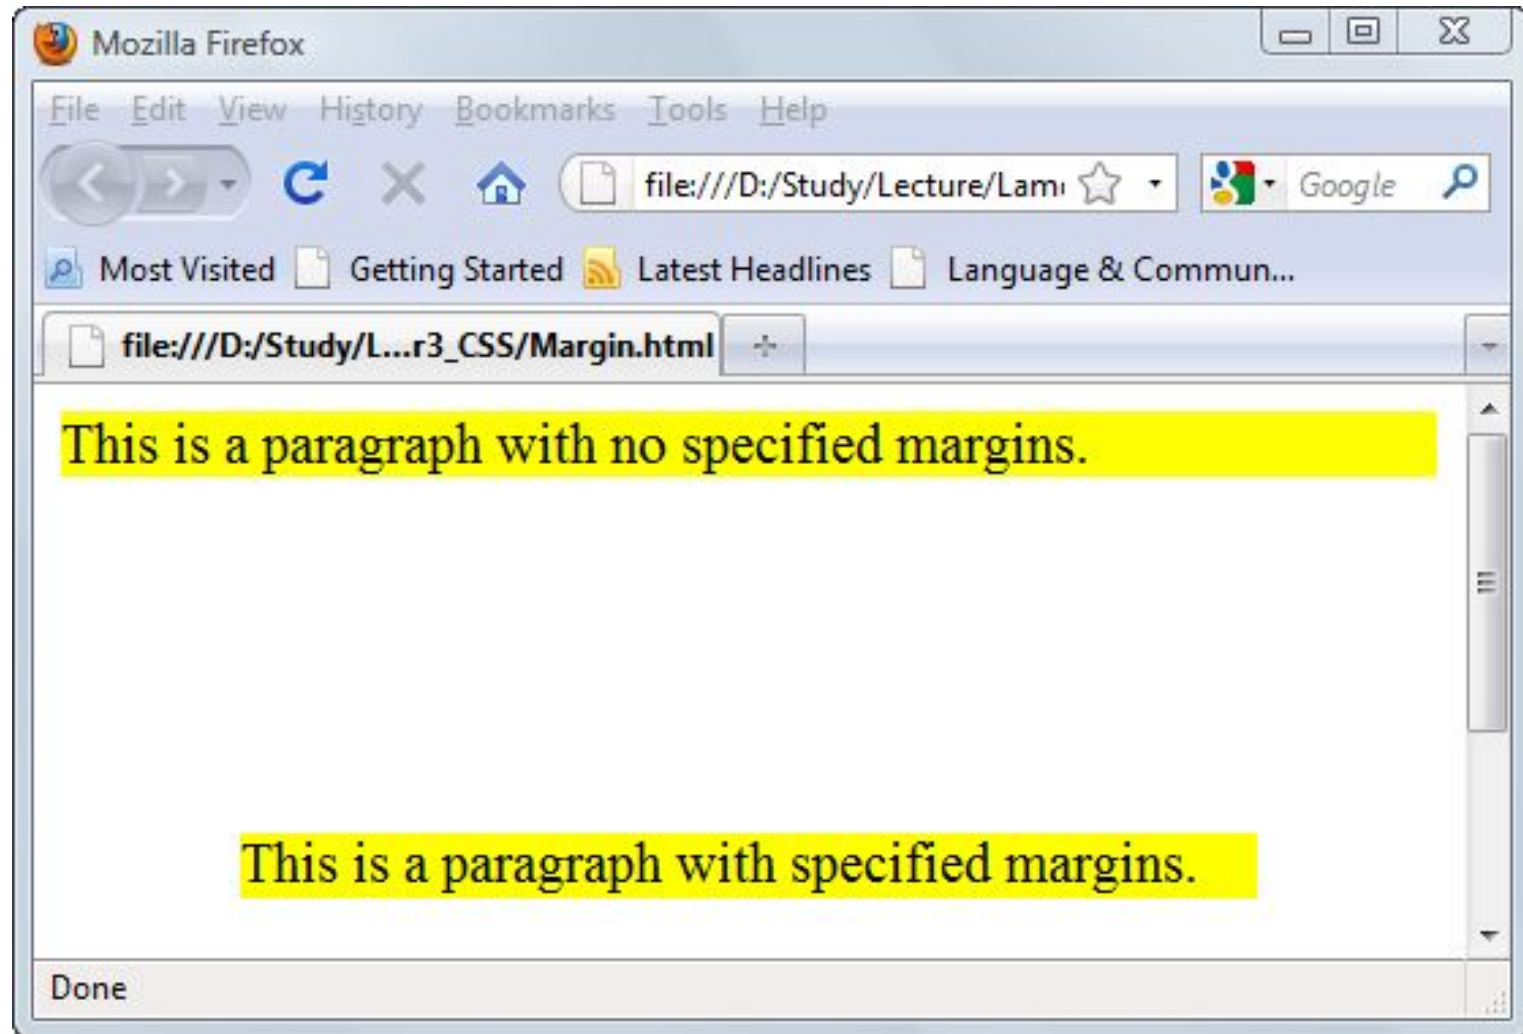 Mozilla Firefox
File Edit View History Bookmarks Tools Help
file:///D:/Study/Lecture/Lam Google
Most Visited Getting Started Latest Headlines Language & Commun...
file:///D:/Study/L...r3_CSS/Margin.html
This is a paragraph with no specified margins.
This is a paragraph with specified margins.
Done